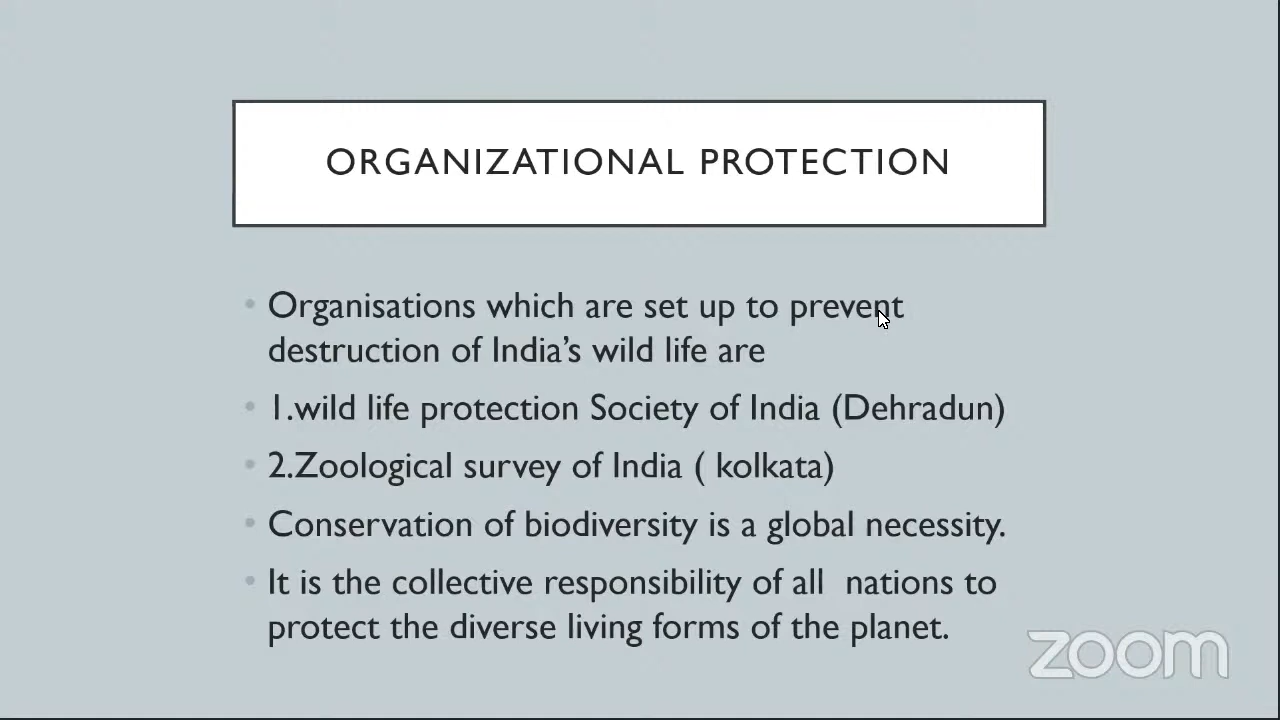 ORGANIZATIONAL PROTECTION
• Organisations which are set up to prevent
destruction of India's wild life are
• 1.wild life protection Society of India (Dehradun)
• 2.Zoological survey of India ( kolkata)
• Conservation of biodiversity is a global necessity.
• It is the collective responsibility of all  nations to
protect the diverse living forms of the planet.
zoom